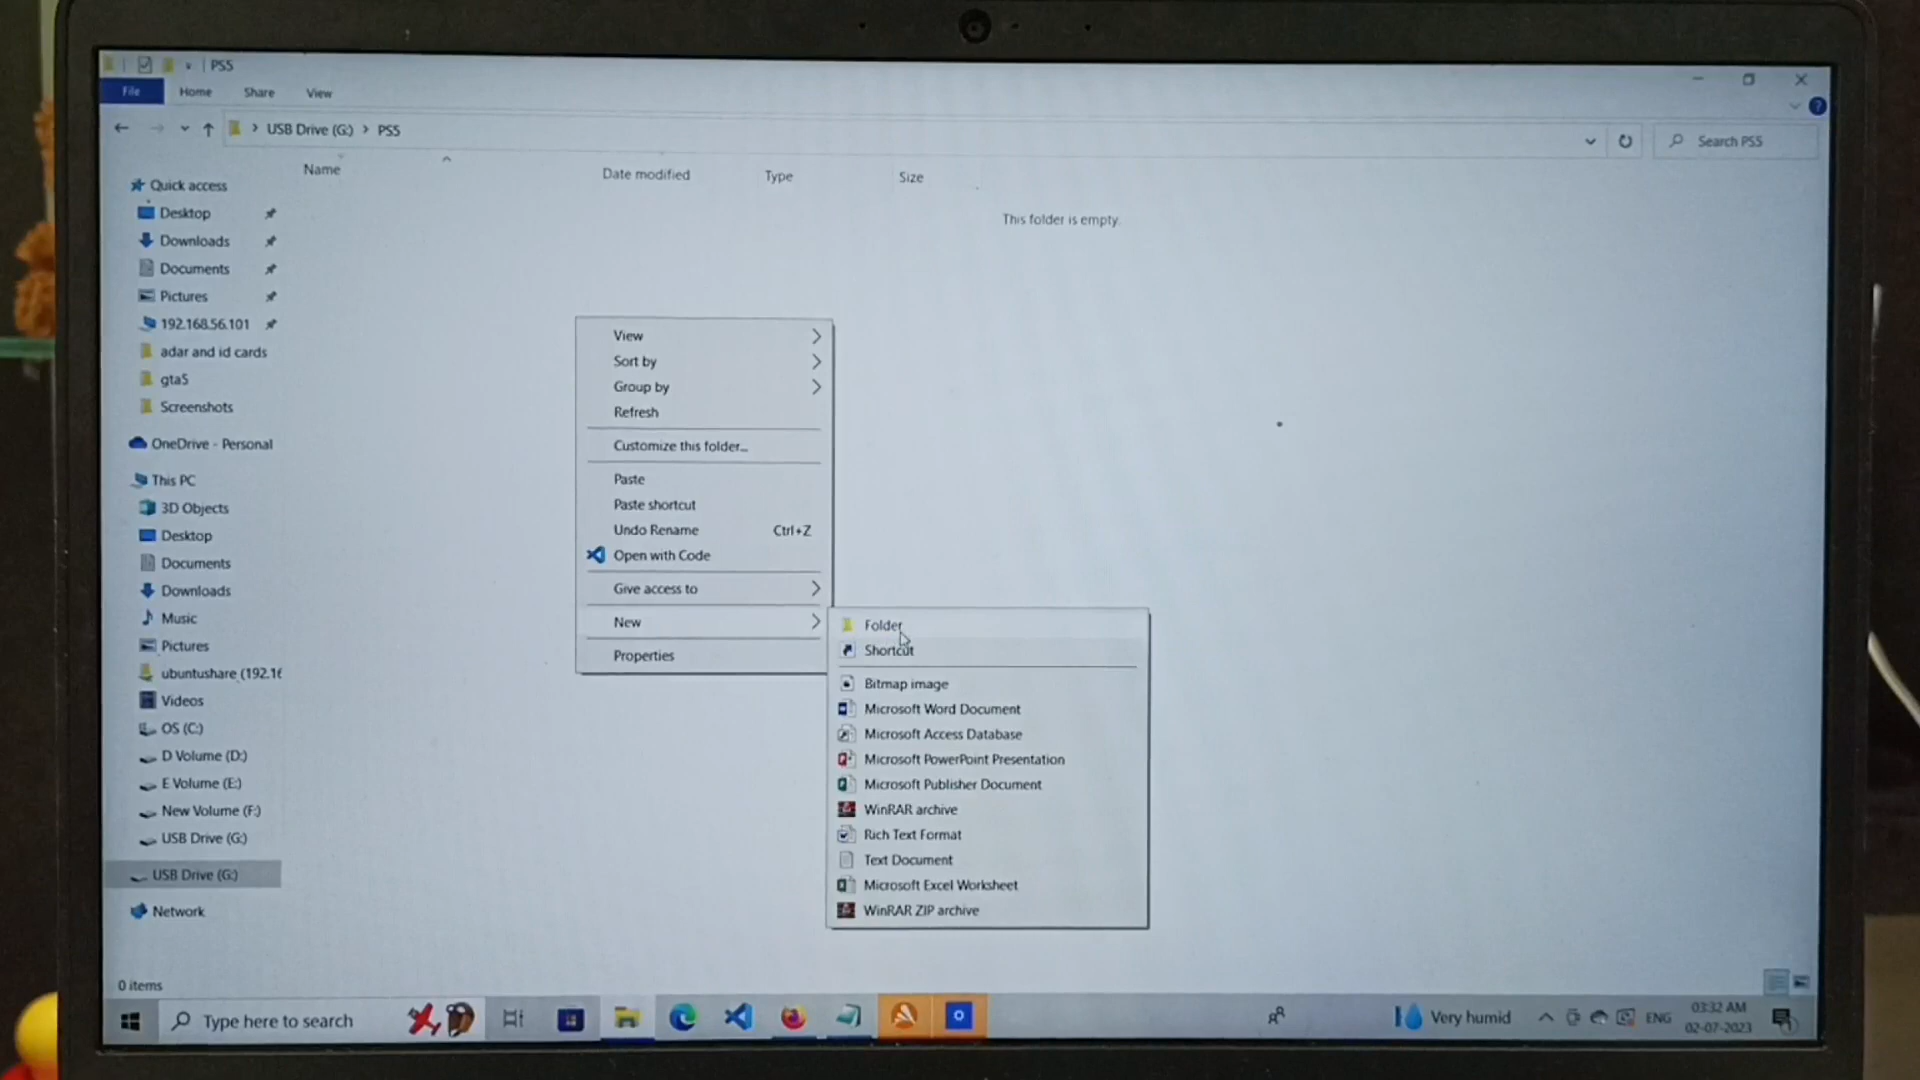 PS5
File Home Share View
USB Drive (G:) > PS5
Search PS5
Name Date modified Type Size
This folder is empty.
Quick access
Desktop
Downloads
Documents
Pictures
192.168.56.101
adar and id cards
gta5
Screenshots
OneDrive - Personal
This PC
3D Objects
Desktop
Documents
Downloads
Music
Pictures
ubuntushare (192.16
Videos
OS (C:)
D Volume (D:)
E Volume (E:)
New Volume (F:)
USB Drive (G:)
USB Drive (G:)
Network
View
Sort by
Group by
Refresh
Customize this folder...
Paste
Paste shortcut
Undo Rename Ctrl+Z
Open with Code
Give access to
New
Properties
Folder
Shortcut
Bitmap image
Microsoft Word Document
Microsoft Access Database
Microsoft PowerPoint Presentation
Microsoft Publisher Document
WinRAR archive
Rich Text Format
Text Document
Microsoft Excel Worksheet
WinRAR ZIP archive
0 items
Type here to search
Very humid
ENG
03:32 AM
02-07-2023